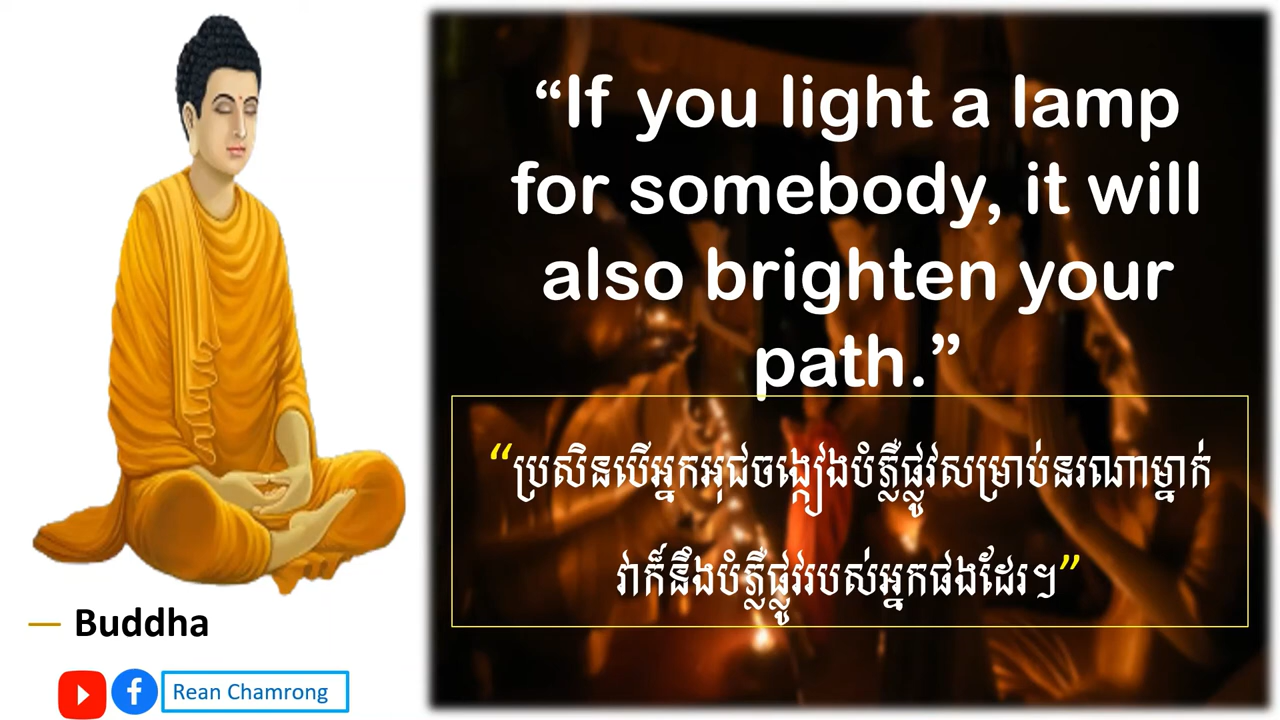 “If you light a lamp
for somebody, it will
also brighten your
path.”
“ប្រសិនបើអ្នកអុជចង្កៀងបំភ្លឺផ្លូវសម្រាប់នរណាម្នាក់
វាក៏នឹងបំភ្លឺផ្លូវរបស់អ្នកផងដែរ។”
— Buddha
Rean Chamrong